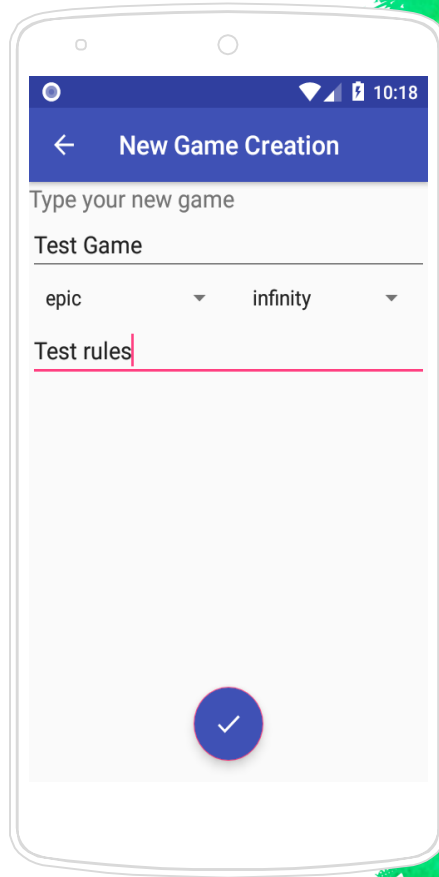 10:18
New Game Creation
Type your new game
Test Game
epic infinity
Test rules